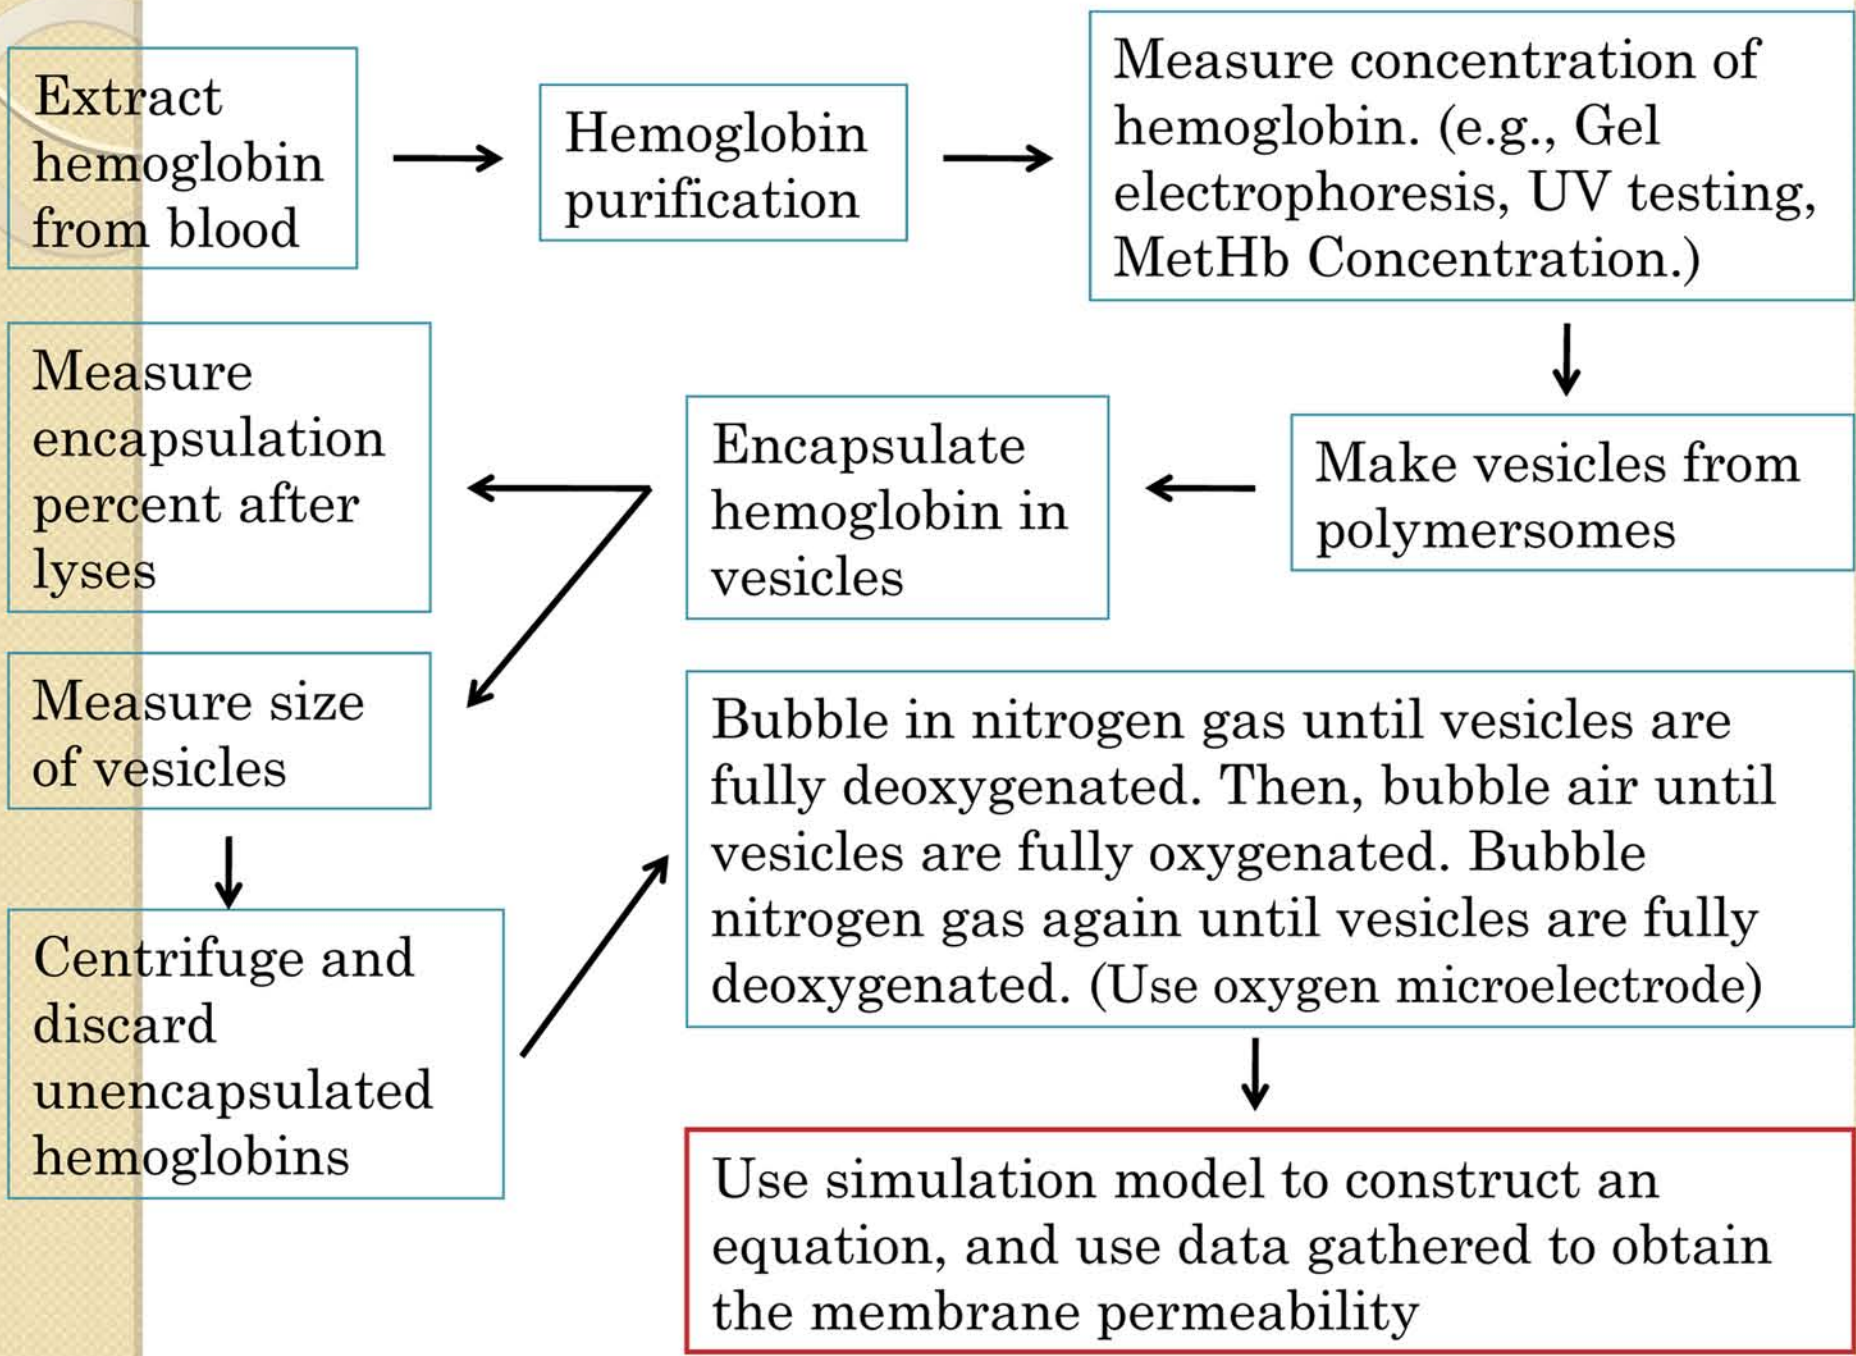 Extract
hemoglobin
from blood
Hemoglobin
purification
Measure concentration of
hemoglobin. (e.g., Gel
electrophoresis, UV testing,
MetHb Concentration.)
Make vesicles from
polymersomes
Encapsulate
hemoglobin in
vesicles
Measure
encapsulation
percent after
lyses
Measure size
of vesicles
Centrifuge and
discard
unencapsulated
hemoglobins
Bubble in nitrogen gas until vesicles are
fully deoxygenated. Then, bubble air until
vesicles are fully oxygenated. Bubble
nitrogen gas again until vesicles are fully
deoxygenated. (Use oxygen microelectrode)
Use simulation model to construct an
equation, and use data gathered to obtain
the membrane permeability